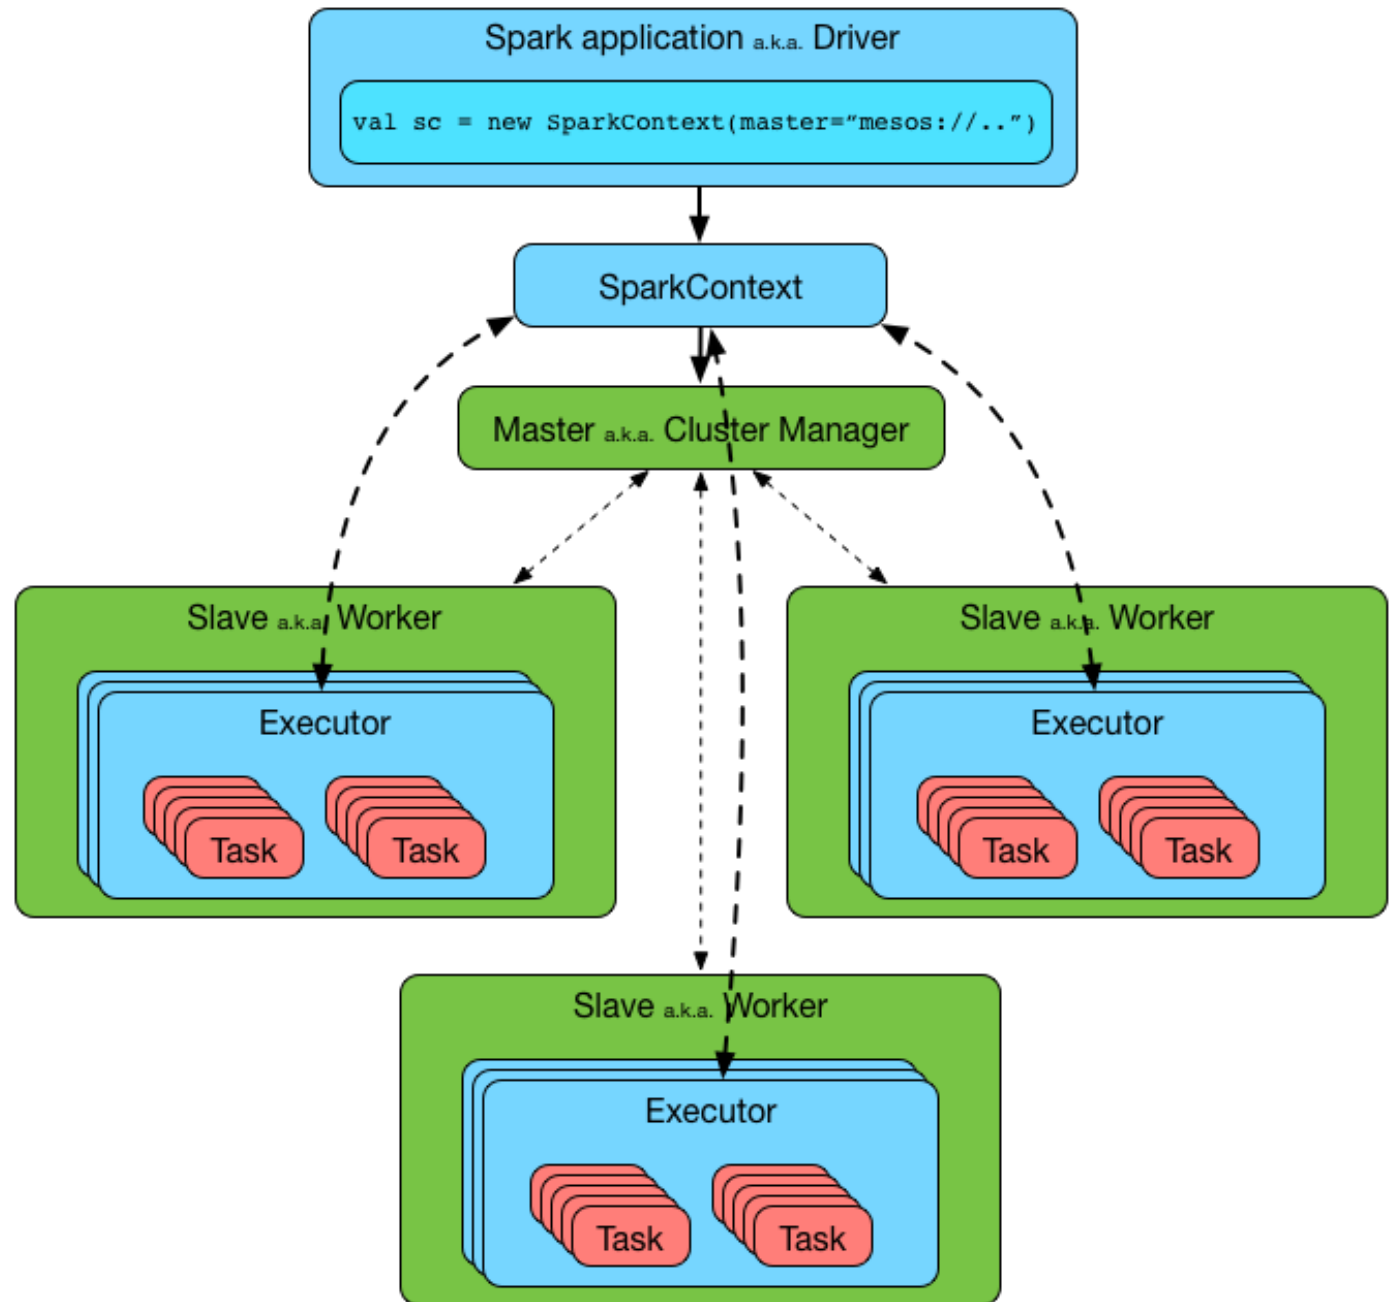 Spark application a.k.a. Driver
val sc = new SparkContext(master=“mesos://..”)
SparkContext
Master a.k.a. Cluster Manager
Slave a.k.a. Worker
Executor
Task Task
Slave a.k.a. Worker
Executor
Task Task
Slave a.k.a. Worker
Executor
Task Task